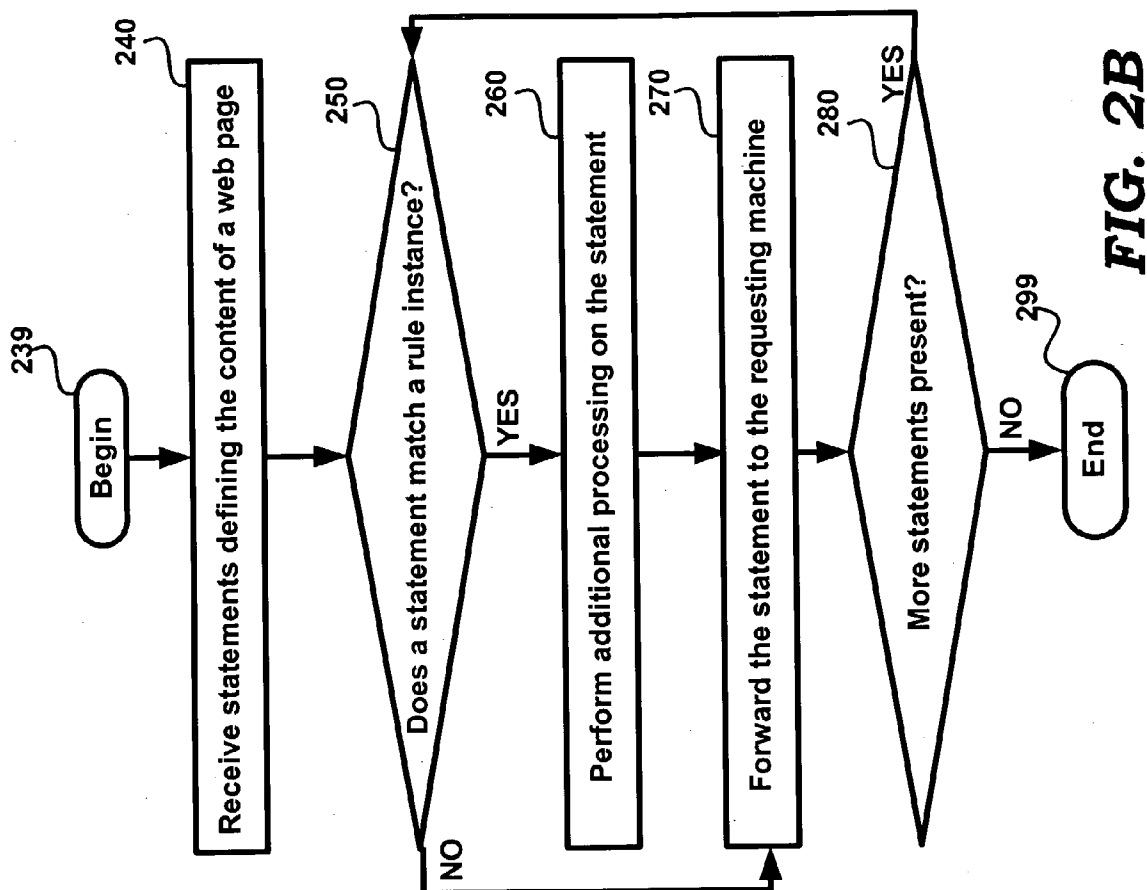 Begin
239
Receive statements defining the content of a web page
240
Does a statement match a rule instance?
250
NO
YES
Perform additional processing on the statement
260
Forward the statement to the requesting machine
270
More statements present?
280
YES
NO
End
299
FIG. 2B